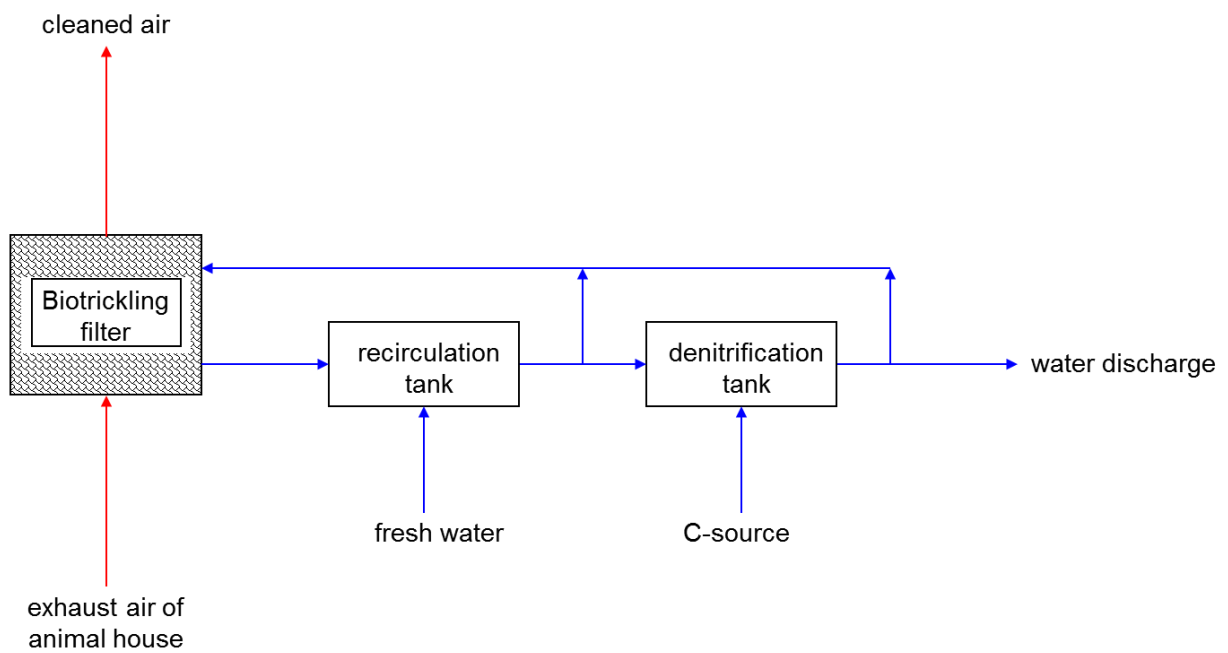 cleaned air
Biotrickling
filter
recirculation
tank
denitrification
tank
water discharge
fresh water
C-source
exhaust air of
animal house